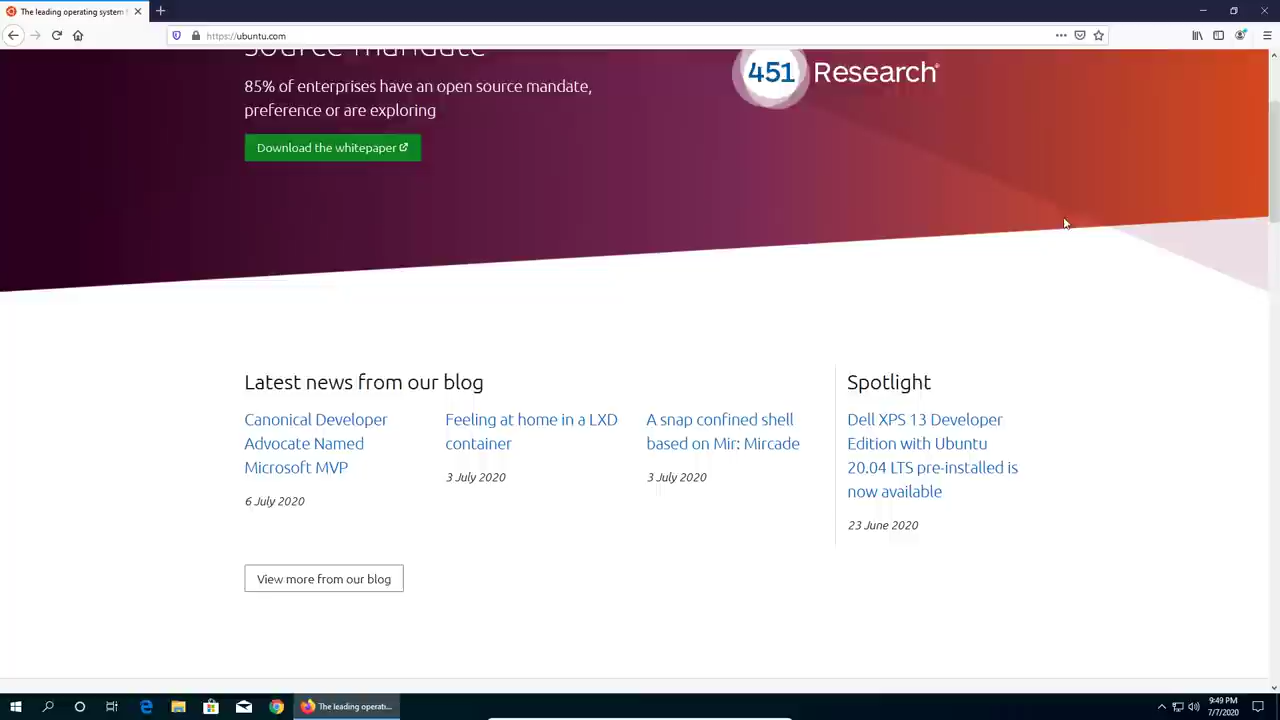 The leading operating system
https://ubuntu.com
source mandate
85% of enterprises have an open source mandate,
preference or are exploring
Download the whitepaper
451 Research
Latest news from our blog
Canonical Developer
Advocate Named
Microsoft MVP
6 July 2020
Feeling at home in a LXD
container
3 July 2020
A snap confined shell
based on Mir: Mircade
3 July 2020
Spotlight
Dell XPS 13 Developer
Edition with Ubuntu
20.04 LTS pre-installed is
now available
23 June 2020
View more from our blog
The leading operati...
9:49 PM
7/7/2020